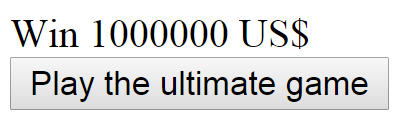 Win 1000000 US$
Play the ultimate game